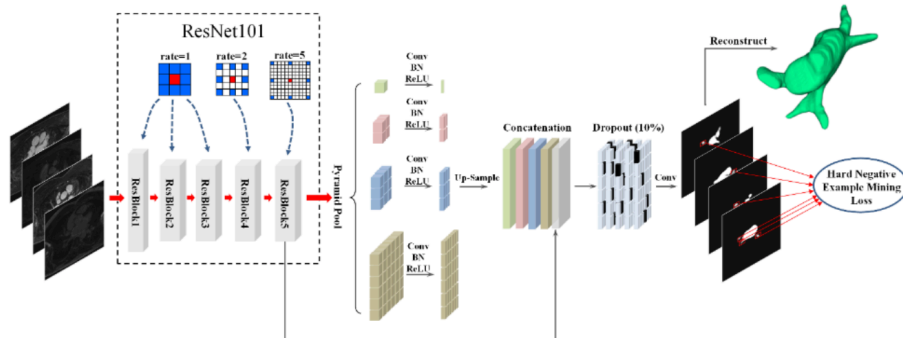 ResNet101
rate=1
rate=2
rate=5
ResBlock1
ResBlock2
ResBlock3
ResBlock4
ResBlock5
Pyramid Pool
Conv
BN
ReLU
Conv
BN
ReLU
Conv
BN
ReLU
Conv
BN
ReLU
Up-Sample
Concatenation
Dropout (10%)
Conv
Reconstruct
Hard Negative
Example Mining
Loss